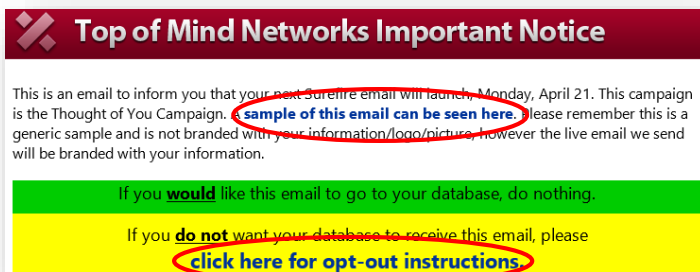 Top of Mind Networks Important Notice
This is an email to inform you that your next Surefire email will launch, Monday, April 21. This campaign
is the Thought of You Campaign. A sample of this email can be seen here. Please remember this is a
generic sample and is not branded with your information/logo/picture, however the live email we send
will be branded with your information.
If you would like this email to go to your database, do nothing.
If you do not want your database to receive this email, please
click here for opt-out instructions.